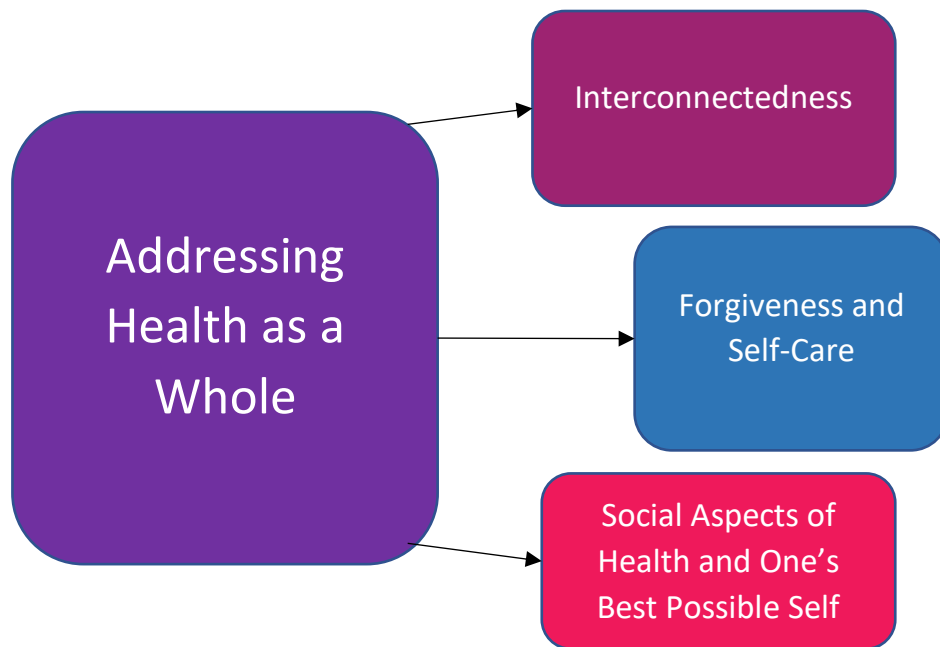 Interconnectedness
Addressing
Health as a
Whole
Forgiveness and
Self-Care
Social Aspects of
Health and One’s
Best Possible Self